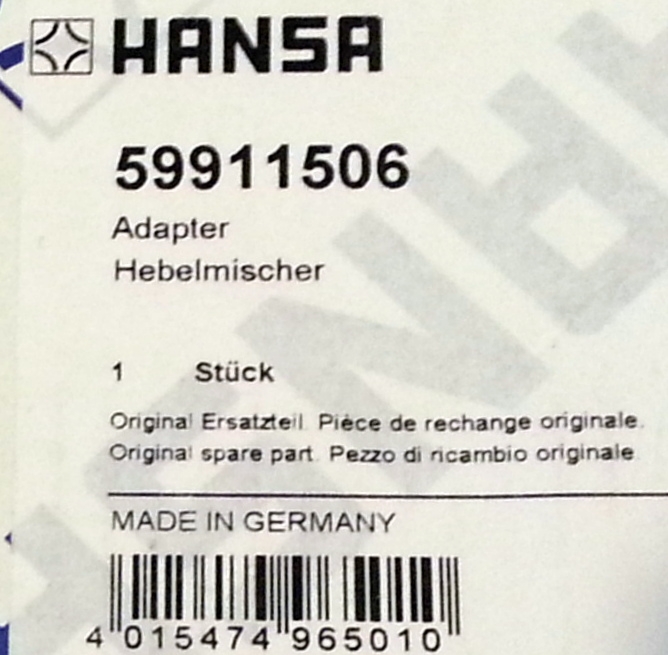 HANSA
59911506
Adapter
Hebelmischer
1 Stück
Original Ersatzteil. Pièce de rechange originale.
Original spare part. Pezzo di ricambio originale.
MADE IN GERMANY
4 015474 965010